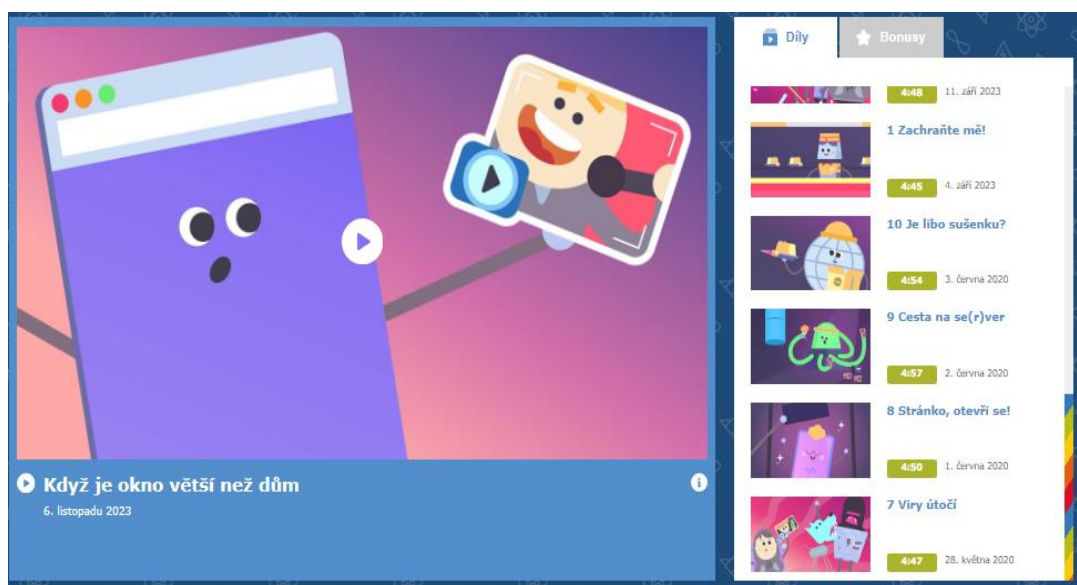 Když je okno větší než dům
6. listopadu 2023
Díly
Bonusy
4:48 11. září 2023
1 Zachraňte mě!
4:45 4. září 2023
10 Je libo sušenku?
4:54 3. června 2020
9 Cesta na se(r)ver
4:57 2. června 2020
8 Stránko, otevři se!
4:50 1. června 2020
7 Viry útočí
4:47 28. května 2020